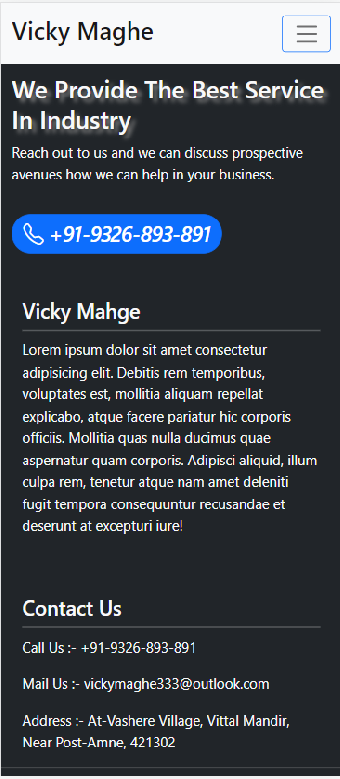 Vicky Maghe
We Provide The Best Service
In Industry
Reach out to us and we can discuss prospective
avenues how we can help in your business.
+91-9326-893-891
Vicky Mahge
Lorem ipsum dolor sit amet consectetur
adipisicing elit. Debitis rem temporibus,
voluptates est, mollitia aliquam repellat
explicabo, atque facere pariatur hic corporis
officiis. Mollitia quas nulla ducimus quae
aspernatur quam corporis. Adipisci aliquid, illum
culpa rem, tenetur atque nam amet deleniti
fugit tempora consequuntur recusandae et
deserunt at excepturi iure!
Contact Us
Call Us :- +91-9326-893-891
Mail Us :- vickymaghe333@outlook.com
Address :- At-Vashere Village, Vittal Mandir,
Near Post-Amne, 421302